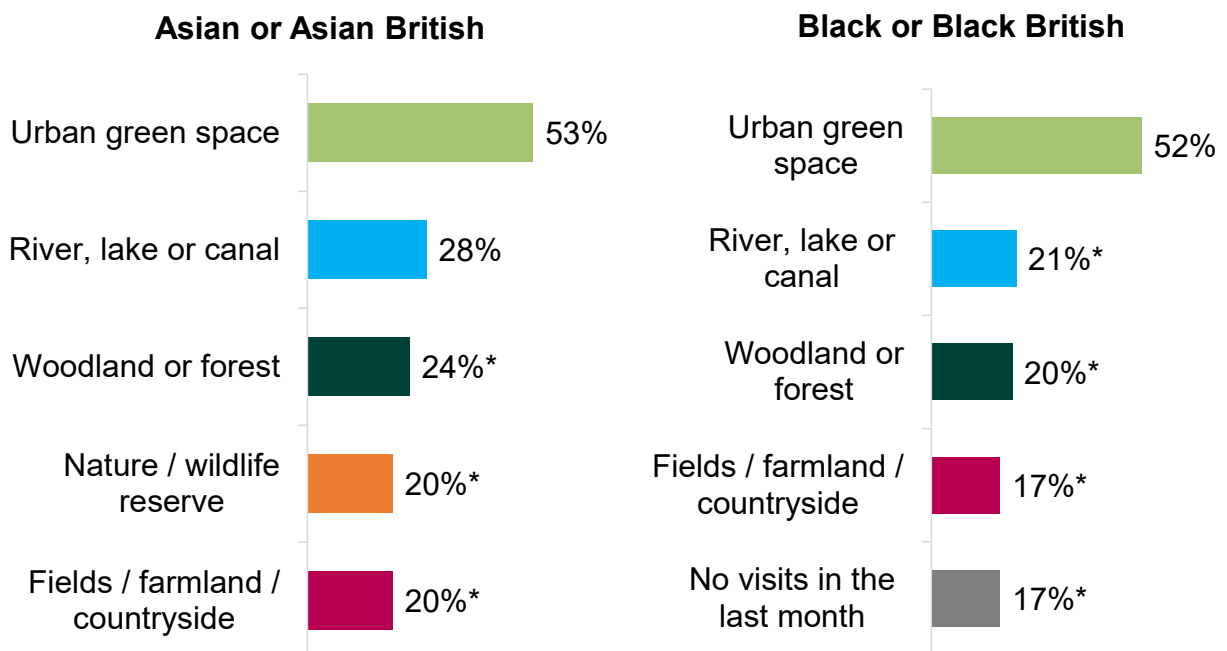 Asian or Asian British
Urban green space
53%
River, lake or canal
28%
Woodland or forest
24%*
Nature / wildlife
reserve
20%*
Fields / farmland /
countryside
20%*
Black or Black British
Urban green
space
52%
River, lake or
canal
21%*
Woodland or
forest
20%*
Fields / farmland /
countryside
17%*
No visits in the
last month
17%*